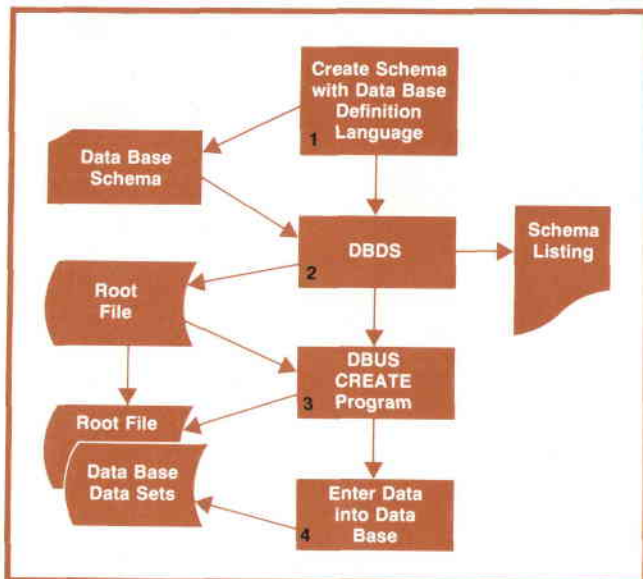 Create Schema
with Data Base
Definition
Language
1
Data Base
Schema
DBDS
2
Schema
Listing
Root
File
DBUS
CREATE
Program
3
Root File
Data Base
Data Sets
Enter Data
into Data
Base
4